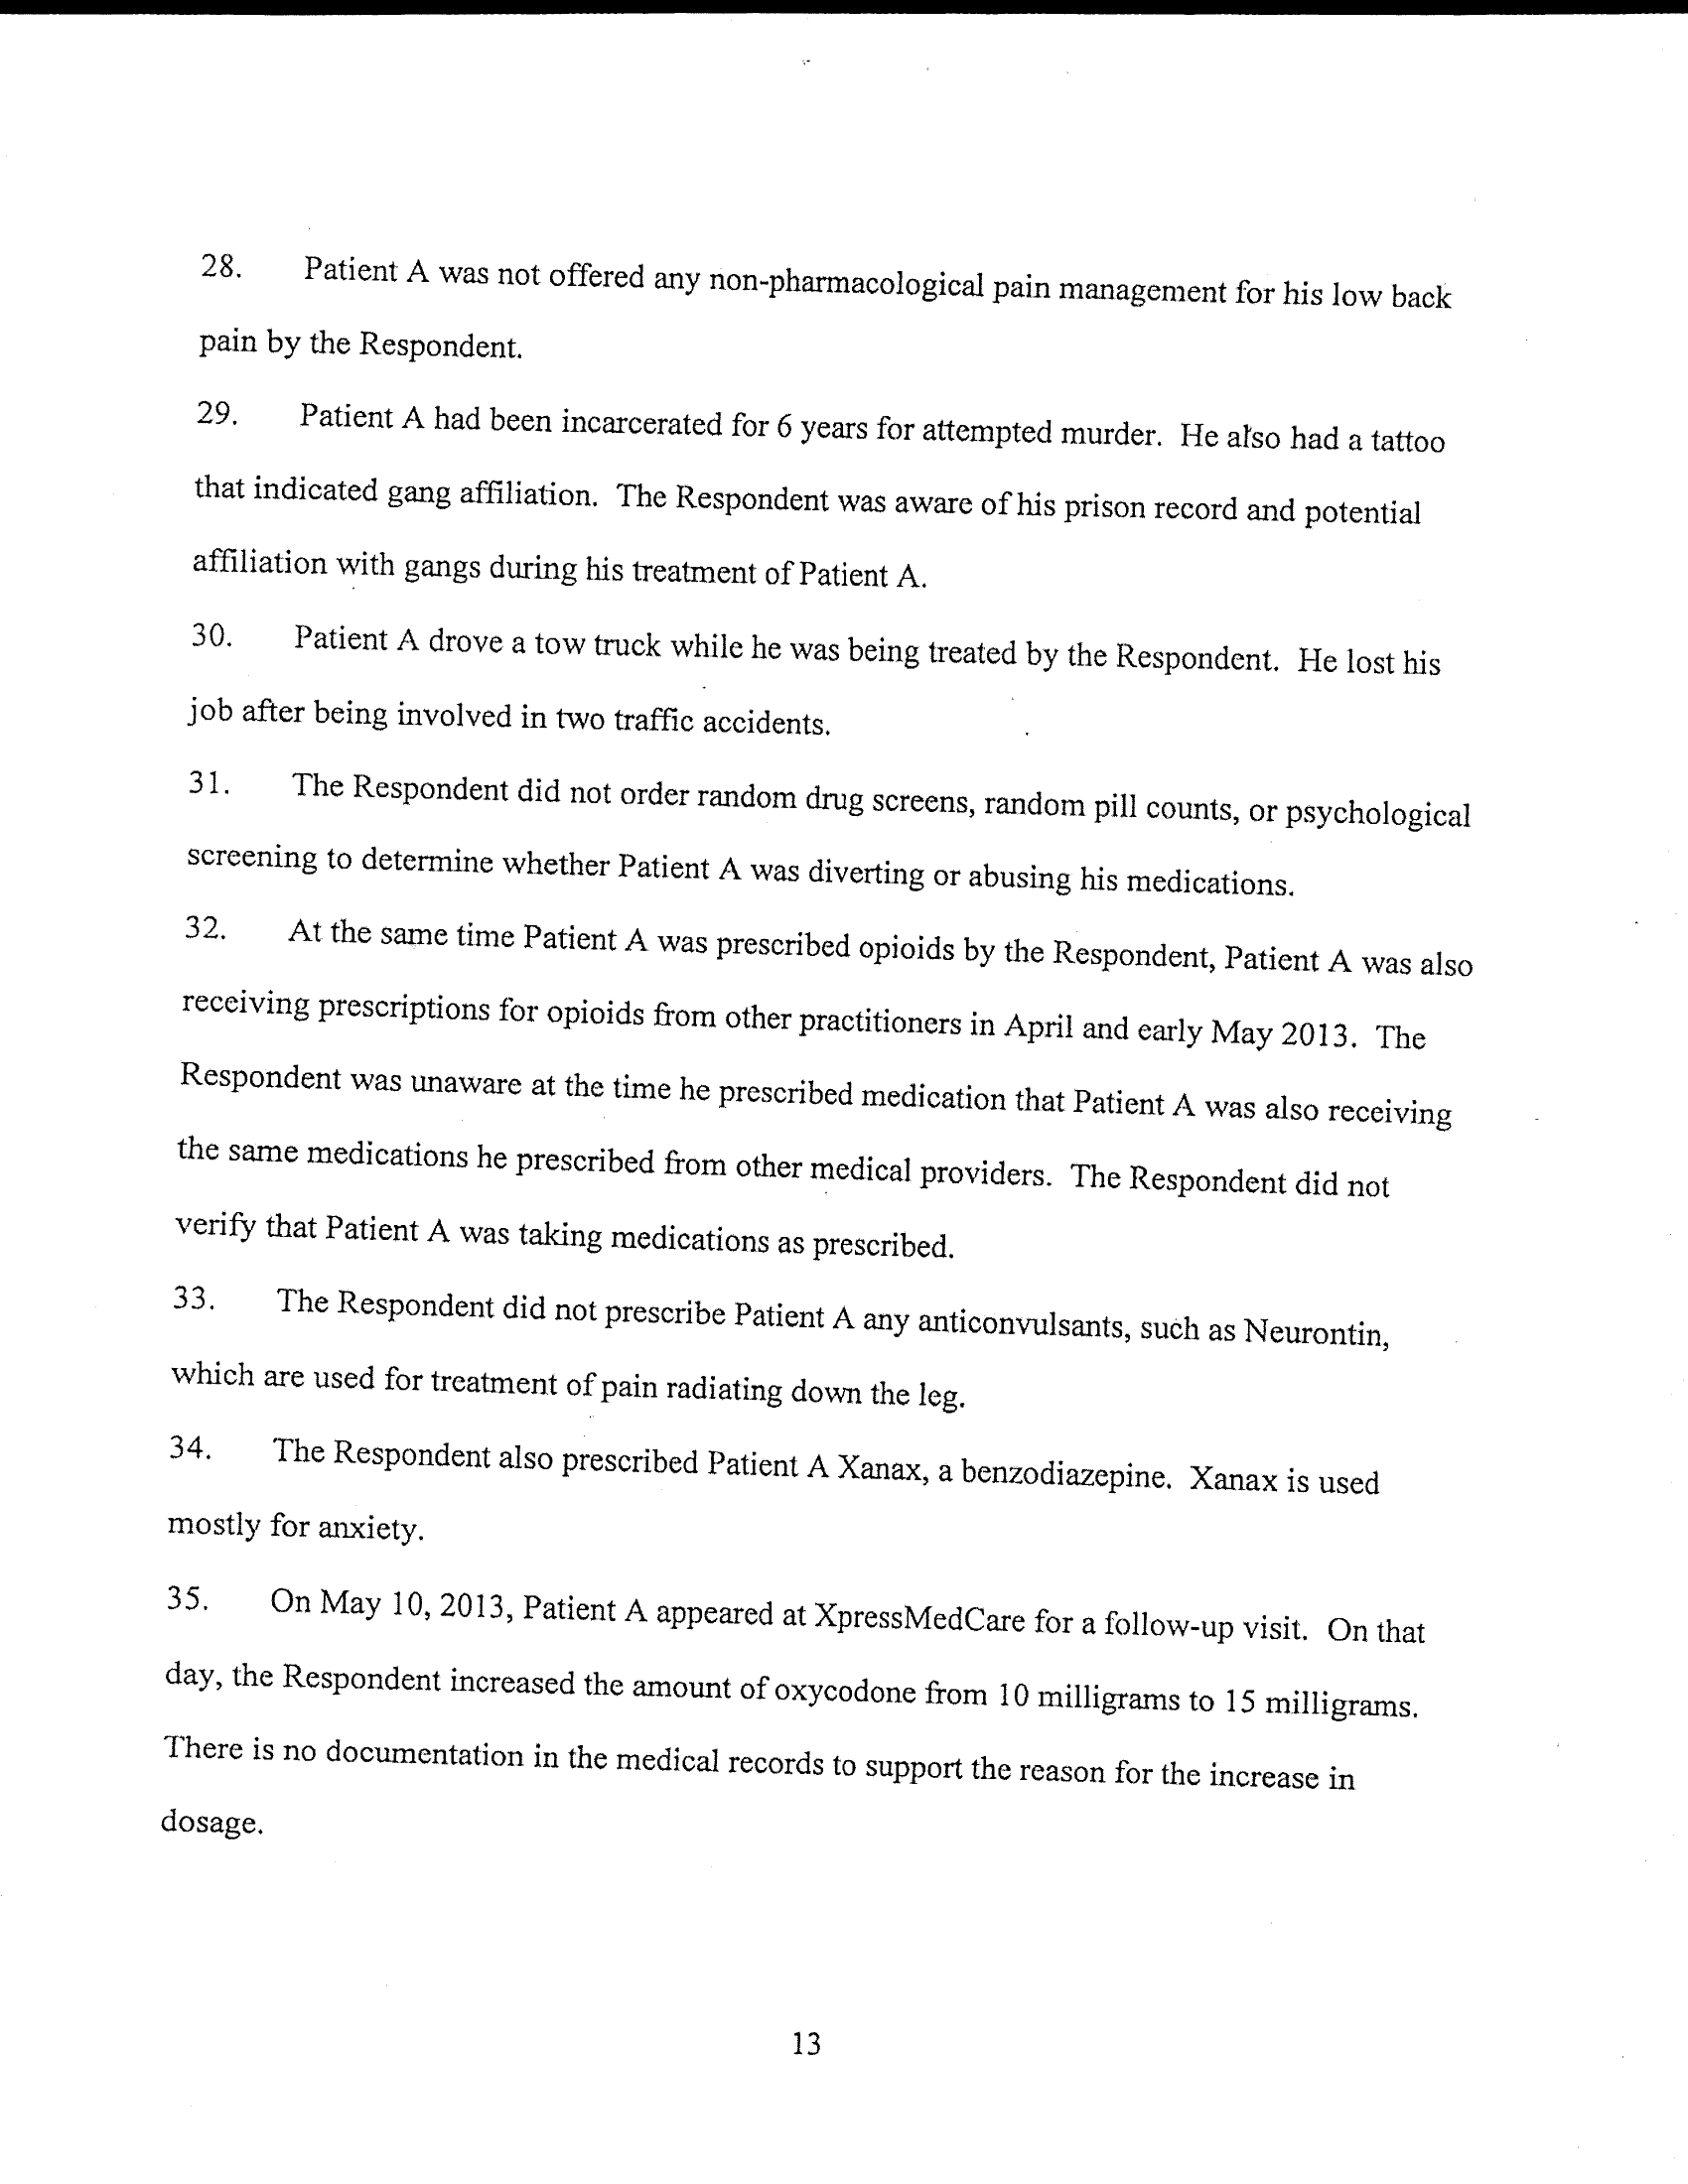 28. Patient A was not offered any non-pharmacological pain management for his low back
pain by the Respondent.
29. Patient A had been incarcerated for 6 years for attempted murder. He also had a tattoo
that indicated gang affiliation. The Respondent was aware of his prison record and potential
affiliation with gangs during his treatment of Patient A.
30. Patient A drove a tow truck while he was being treated by the Respondent. He lost his
job after being involved in two traffic accidents.
31. The Respondent did not order random drug screens, random pill counts, or psychological
screening to determine whether Patient A was diverting or abusing his medications.
32. At the same time Patient A was prescribed opioids by the Respondent, Patient A was also
receiving prescriptions for opioids from other practitioners in April and early May 2013. The
Respondent was unaware at the time he prescribed medication that Patient A was also receiving
the same medications he prescribed from other medical providers. The Respondent did not
verify that Patient A was taking medications as prescribed.
33. The Respondent did not prescribe Patient A any anticonvulsants, such as Neurontin,
which are used for treatment of pain radiating down the leg.
34. The Respondent also prescribed Patient A Xanax, a benzodiazepine. Xanax is used
mostly for anxiety.
35. On May 10, 2013, Patient A appeared at XpressMedCare for a follow-up visit. On that
day, the Respondent increased the amount of oxycodone from 10 milligrams to 15 milligrams.
There is no documentation in the medical records to support the reason for the increase in
dosage.
13